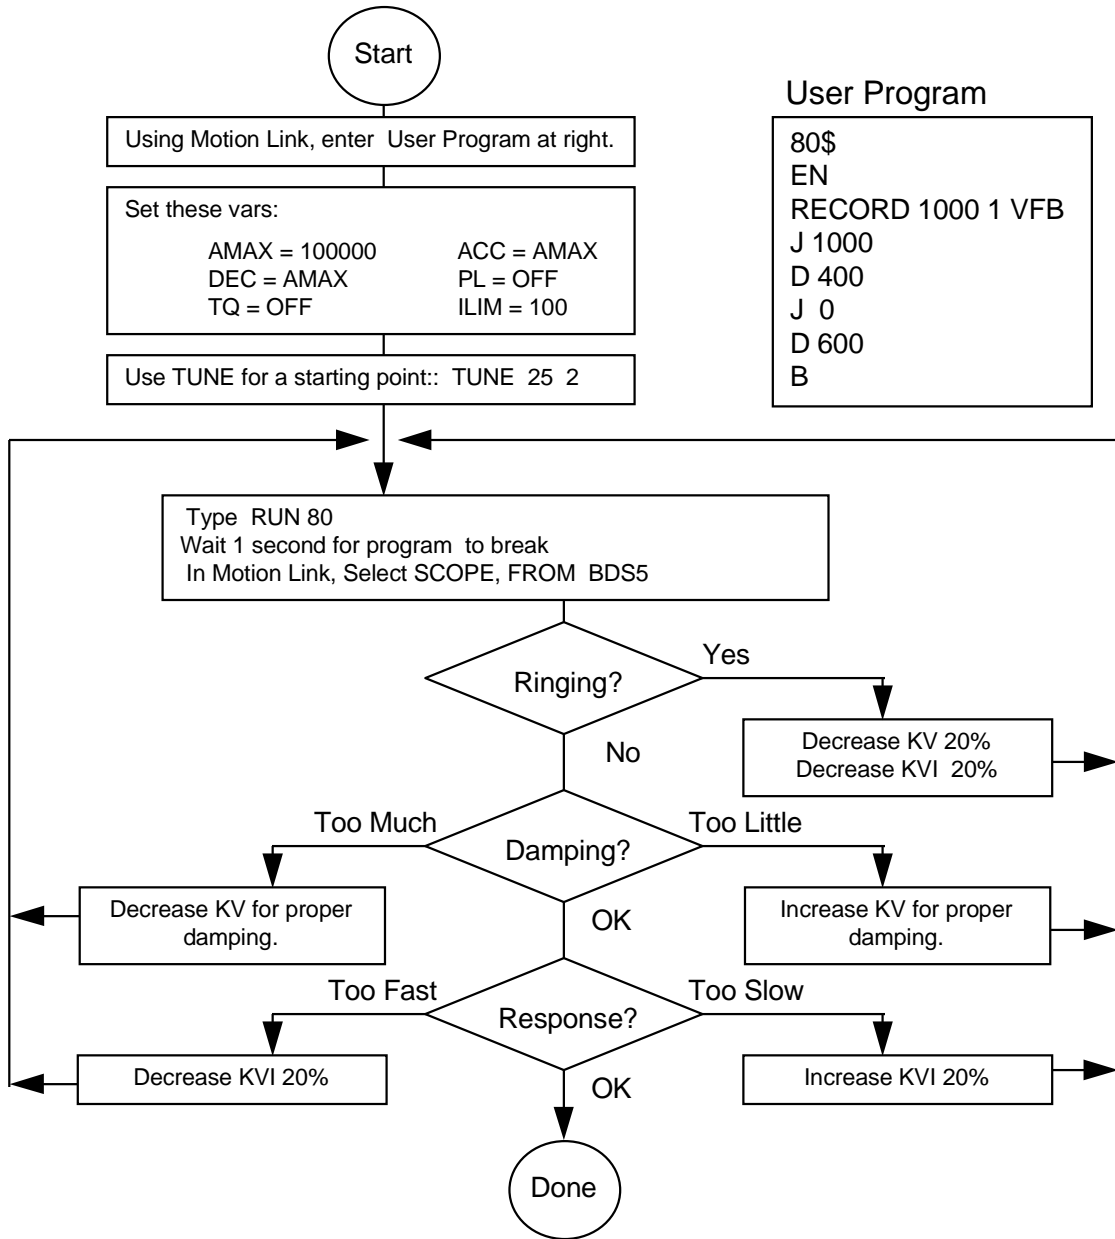 Start
Using Motion Link, enter User Program at right.
Set these vars:
AMAX = 100000 ACC = AMAX
DEC = AMAX PL = OFF
TQ = OFF ILIM = 100
Use TUNE for a starting point:: TUNE 25 2
User Program
80$
EN
RECORD 1000 1 VFB
J 1000
D 400
J 0
D 600
B
Type RUN 80
Wait 1 second for program to break
In Motion Link, Select SCOPE, FROM BDS5
Ringing?
Yes
No
Decrease KV 20%
Decrease KVI 20%
Damping?
Too Much
Too Little
OK
Decrease KV for proper
damping.
Increase KV for proper
damping.
Response?
Too Fast
Too Slow
OK
Decrease KVI 20%
Increase KVI 20%
Done